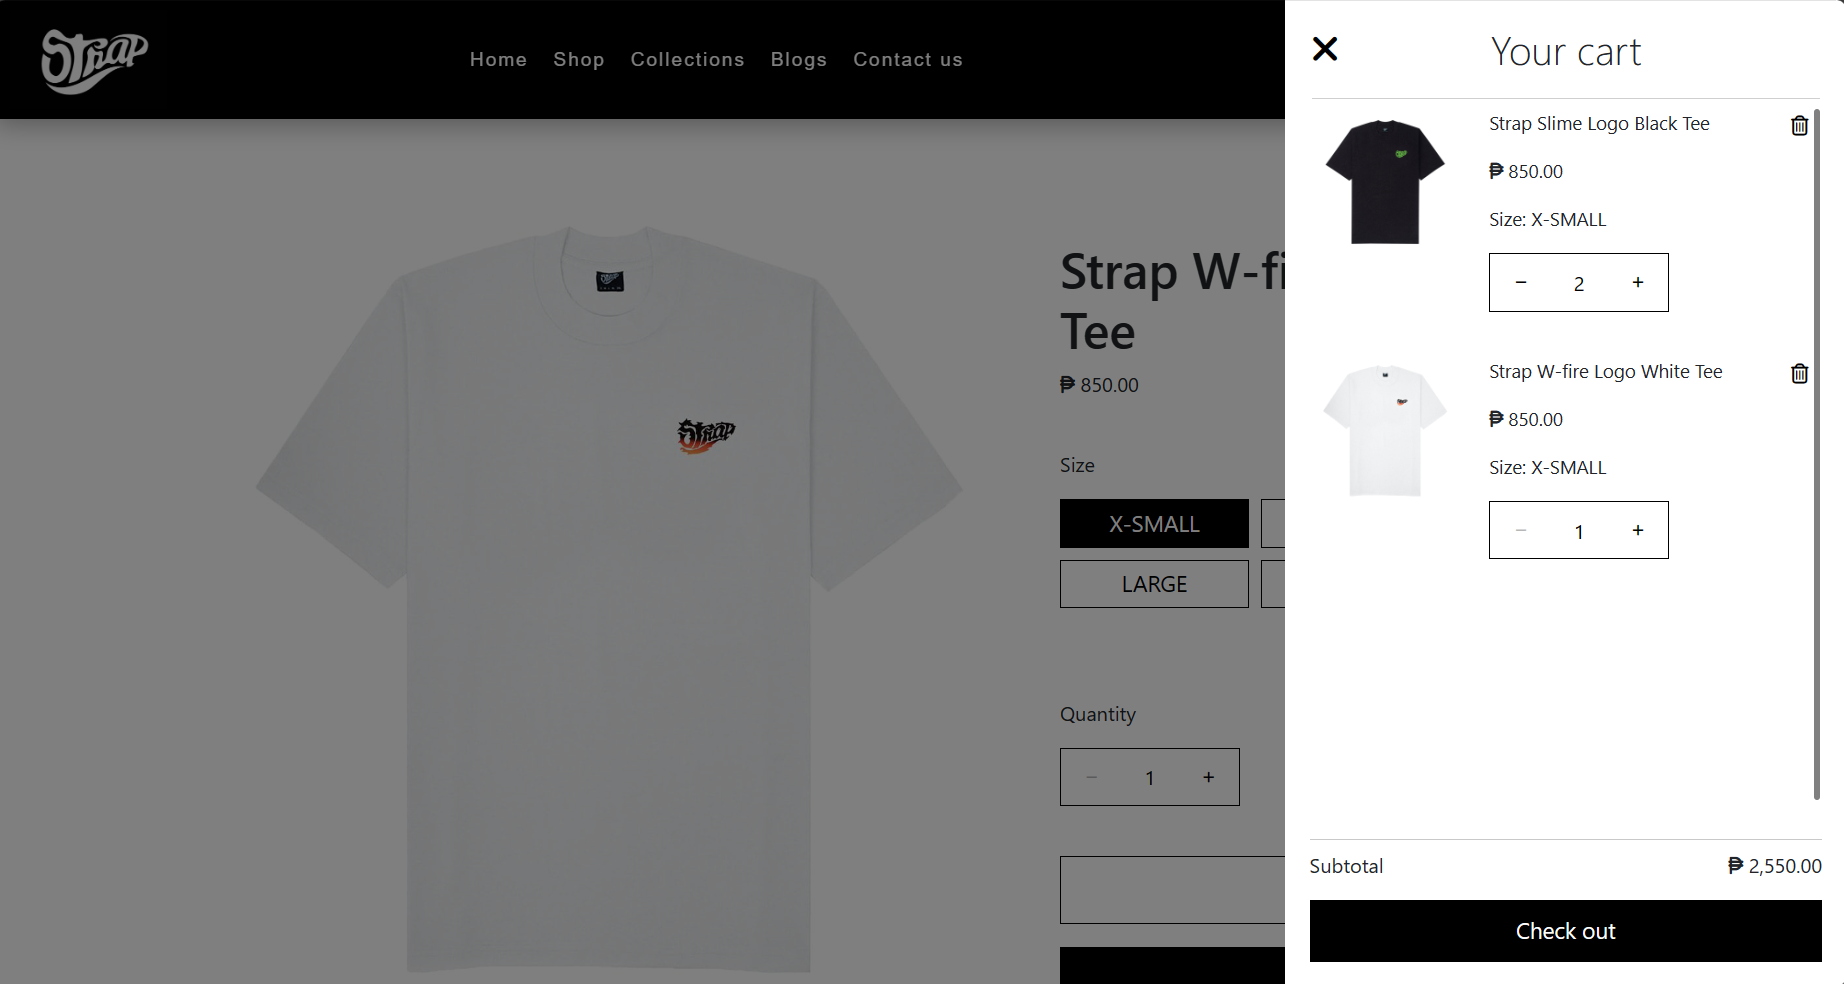 Strap
Home Shop Collections Blogs Contact us
Strap
Strap W-fi
Tee
₱ 850.00
Size
X-SMALL
LARGE
Quantity
− 1 +
Your cart
Strap Slime Logo Black Tee
₱ 850.00
Size: X-SMALL
− 2 +
Strap W-fire Logo White Tee
₱ 850.00
Size: X-SMALL
− 1 +
Subtotal ₱ 2,550.00
Check out